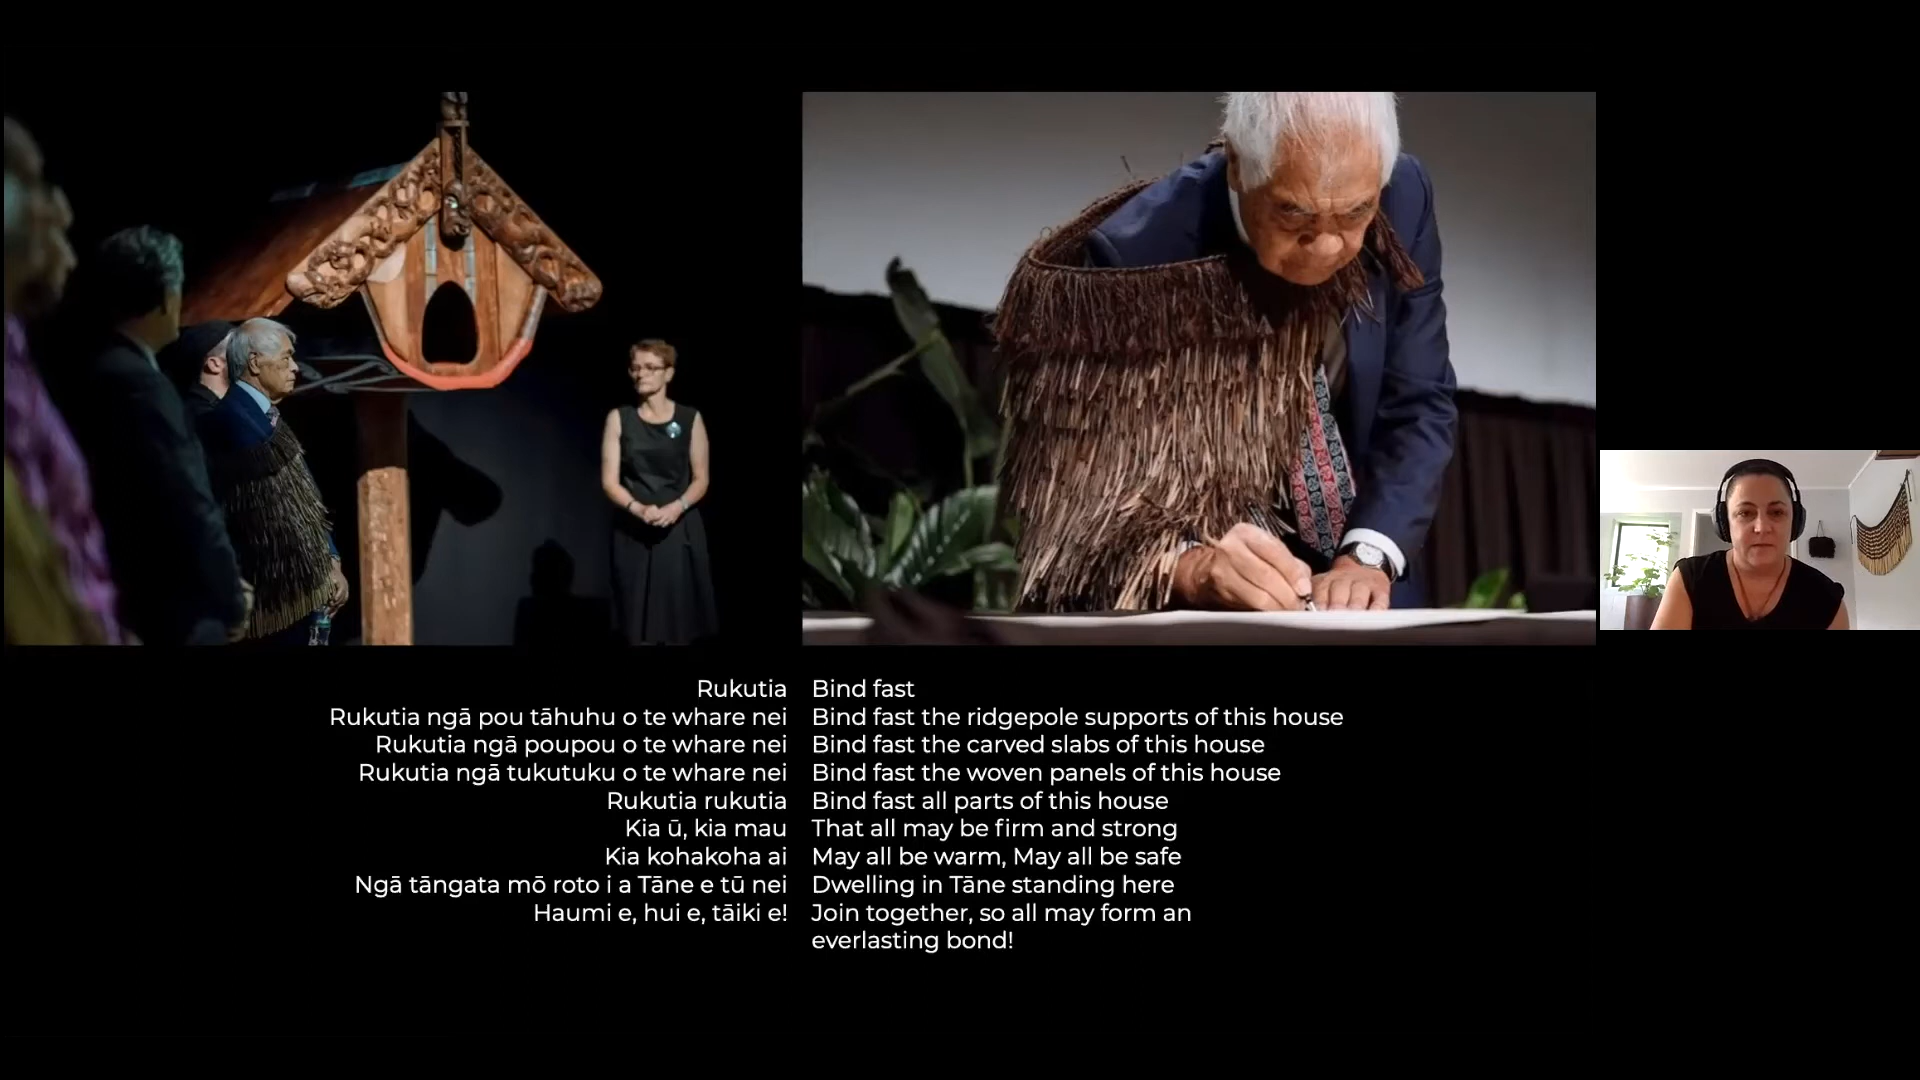 Rukutia
Rukutia ngā pou tāhuhu o te whare nei
Rukutia ngā poupou o te whare nei
Rukutia ngā tukutuku o te whare nei
Rukutia rukutia
Kia ū, kia mau
Kia kohakoha ai
Ngā tāngata mō roto i a Tāne e tū nei
Haumi e, hui e, tāiki e!
Bind fast
Bind fast the ridgepole supports of this house
Bind fast the carved slabs of this house
Bind fast the woven panels of this house
Bind fast all parts of this house
That all may be firm and strong
May all be warm, May all be safe
Dwelling in Tāne standing here
Join together, so all may form an
everlasting bond!